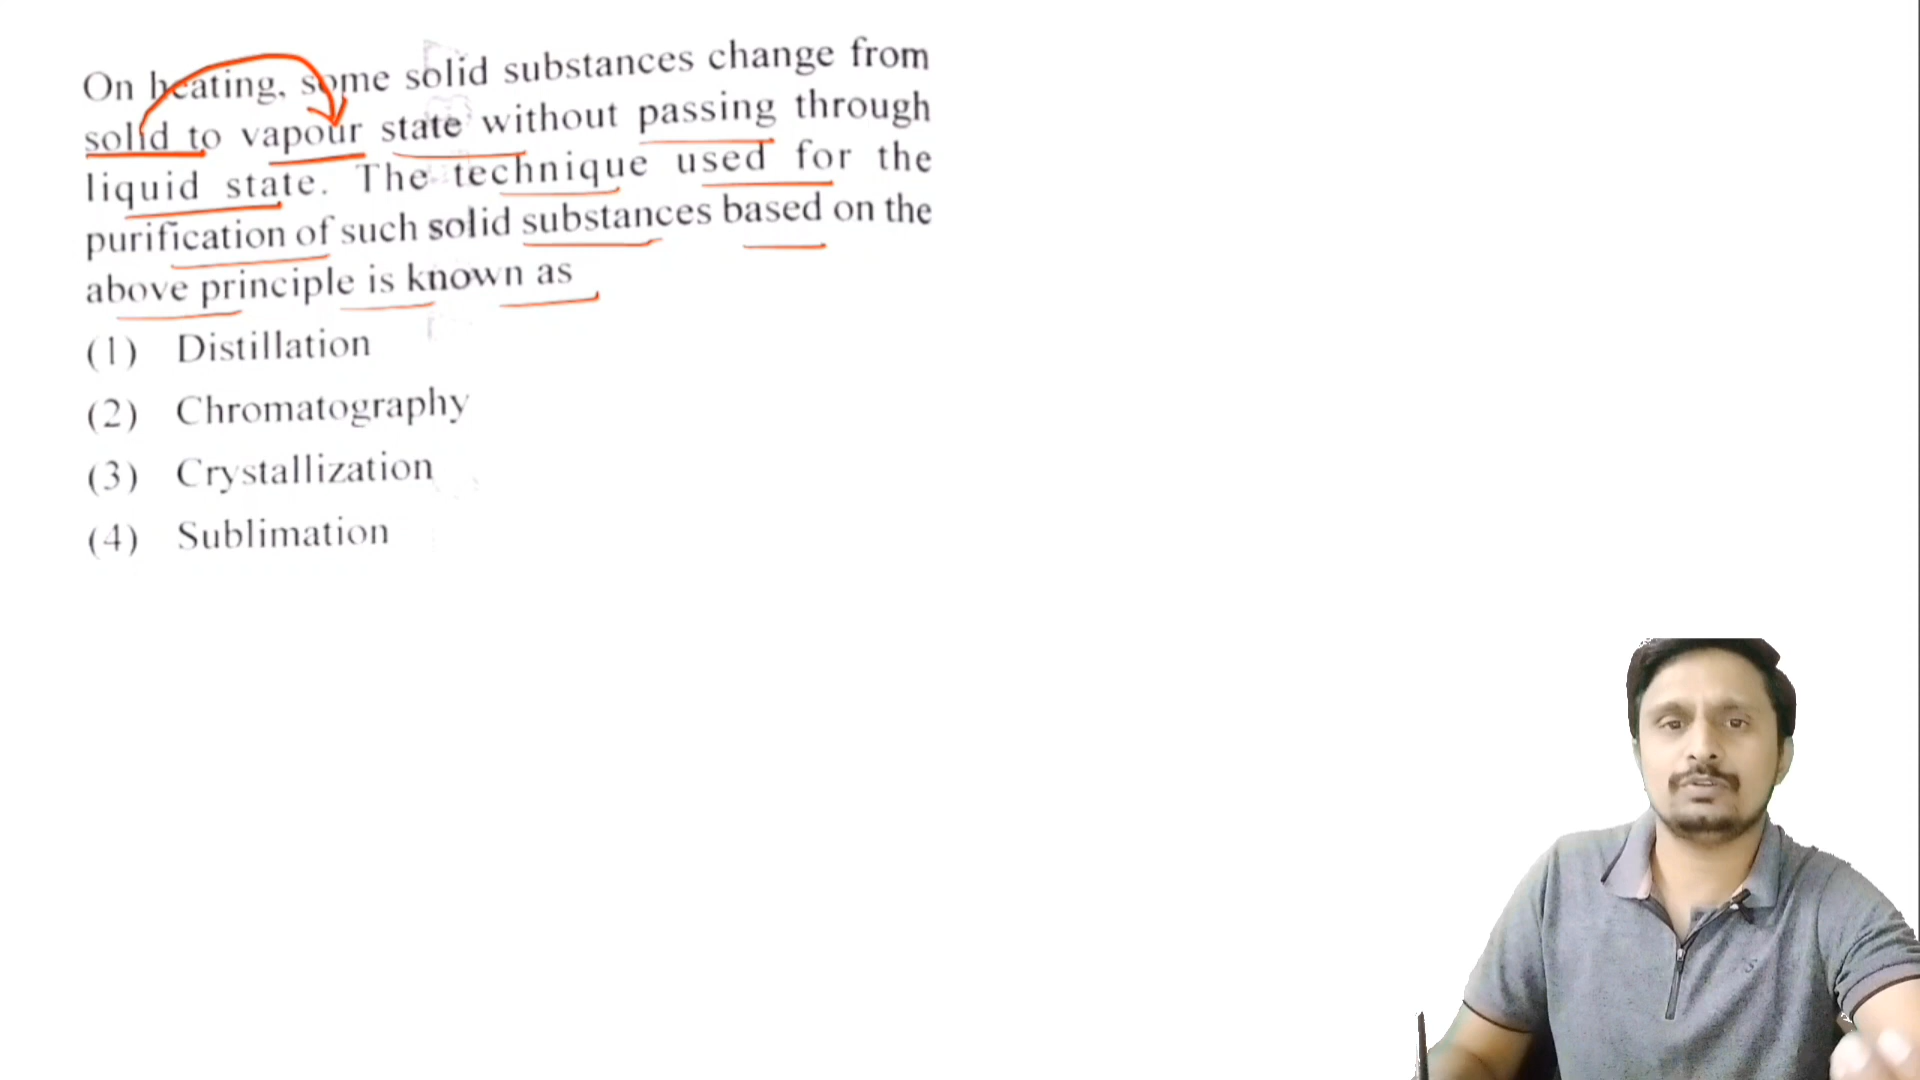 On heating, some solid substances change from
solid to vapour state without passing through
liquid state. The technique used for the
purification of such solid substances based on the
above principle is known as
(1) Distillation
(2) Chromatography
(3) Crystallization
(4) Sublimation